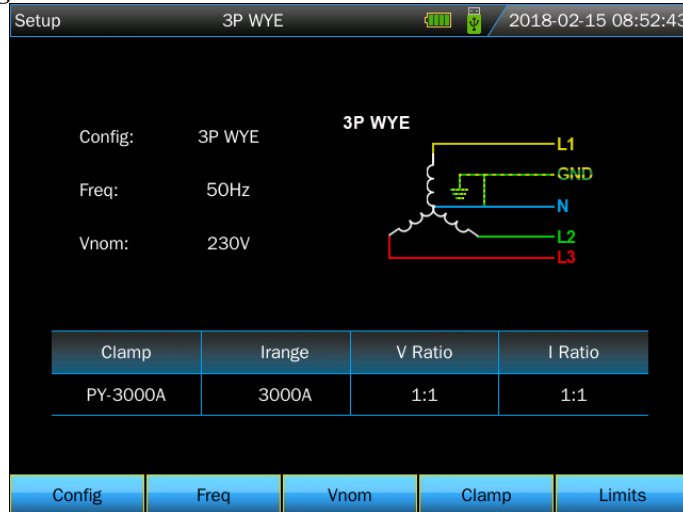 Setup 3P WYE 2018-02-15 08:52:43
3P WYE
Config: 3P WYE
L1
GND
Freq: 50Hz
N
Vnom: 230V
L2
L3
Clamp Irange V Ratio I Ratio
PY-3000A 3000A 1:1 1:1
Config Freq Vnom Clamp Limits